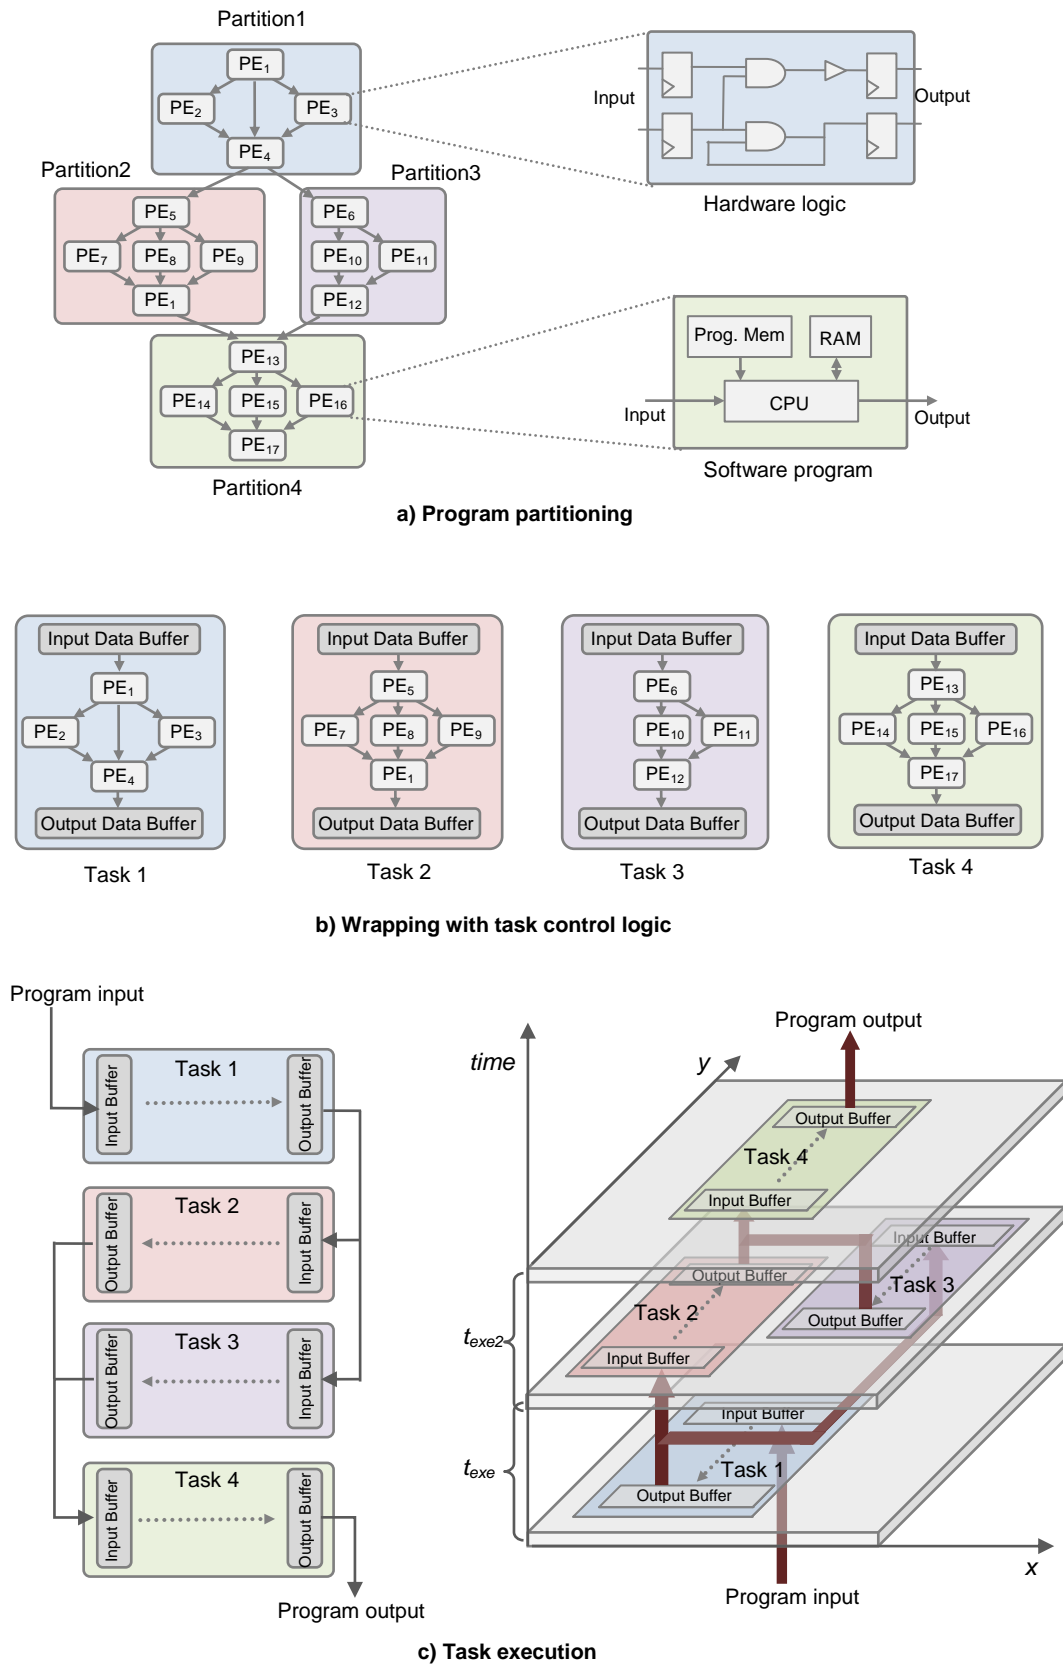 Partition1
PE1
PE2
PE3
PE4
Input
Output
Hardware logic
Partition2
Partition3
PE5
PE7
PE8
PE9
PE1
PE6
PE10
PE11
PE12
PE13
PE14
PE15
PE16
PE17
Partition4
Prog. Mem
RAM
CPU
Input
Output
Software program
a) Program partitioning
Input Data Buffer
PE1
PE2
PE3
PE4
Output Data Buffer
Task 1
Input Data Buffer
PE5
PE7
PE8
PE9
PE1
Output Data Buffer
Task 2
Input Data Buffer
PE6
PE10
PE11
PE12
Output Data Buffer
Task 3
Input Data Buffer
PE13
PE14
PE15
PE16
PE17
Output Data Buffer
Task 4
b) Wrapping with task control logic
Program input
Task 1
Input Buffer
Output Buffer
Task 2
Output Buffer
Input Buffer
Task 3
Output Buffer
Input Buffer
Task 4
Input Buffer
Output Buffer
Program output
Program output
time
y
Output Buffer
Task 4
Input Buffer
Input Buffer
Output Buffer
Task 3
Task 2
Output Buffer
texe2
Input Buffer
Input Buffer
texe
Task 1
Output Buffer
x
Program input
c) Task execution